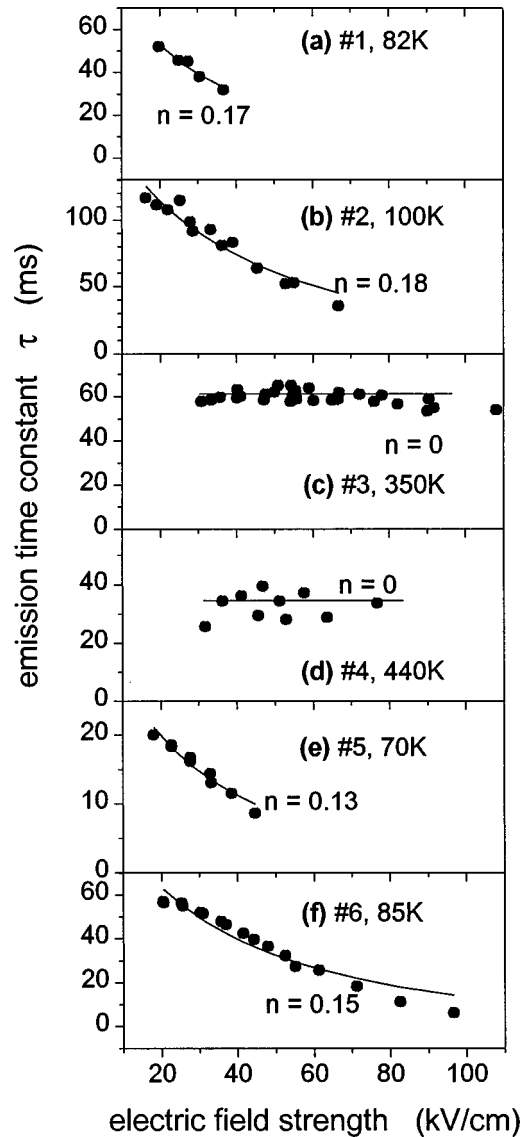 60
40
20
0
(a) #1, 82K
n = 0.17
100
50
0
(b) #2, 100K
n = 0.18
80
60
40
20
0
n = 0
(c) #3, 350K
60
40
20
0
n = 0
(d) #4, 440K
20
10
0
(e) #5, 70K
n = 0.13
60
40
20
0
(f) #6, 85K
n = 0.15
20 40 60 80 100
electric field strength (kV/cm)
emission time constant τ (ms)